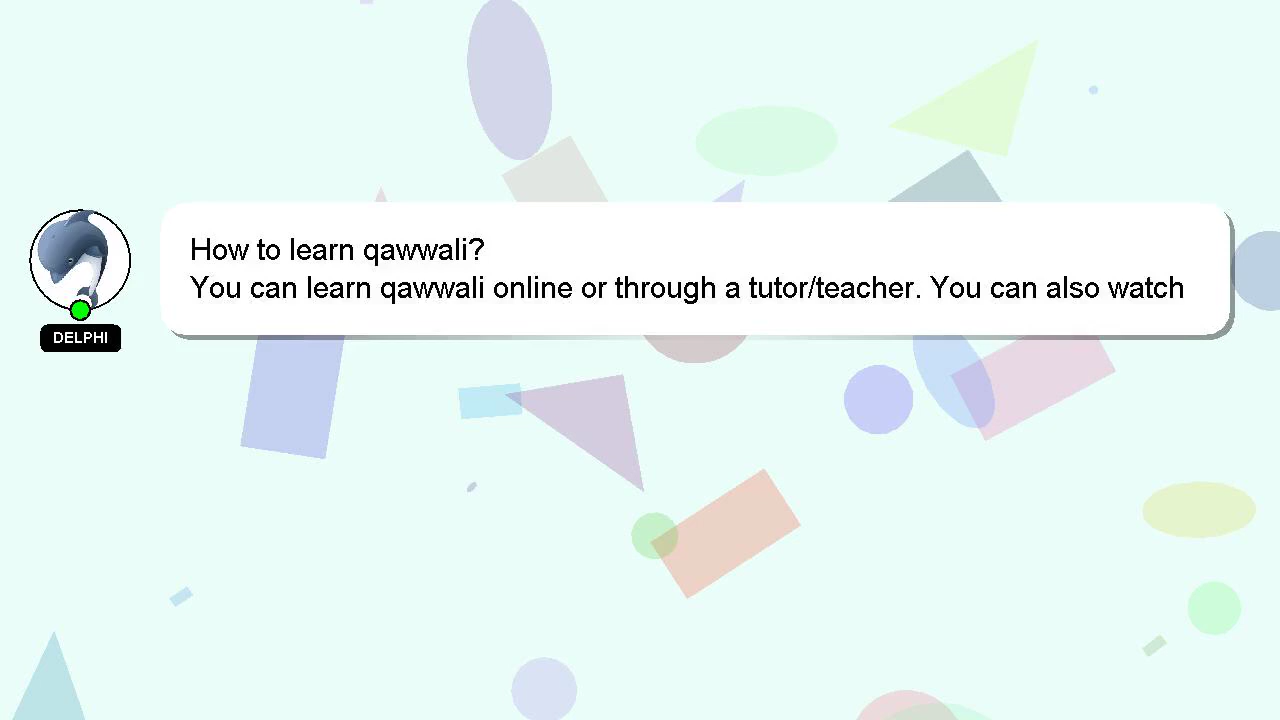 How to learn qawwali?
You can learn qawwali online or through a tutor/teacher. You can also watch
DELPHI